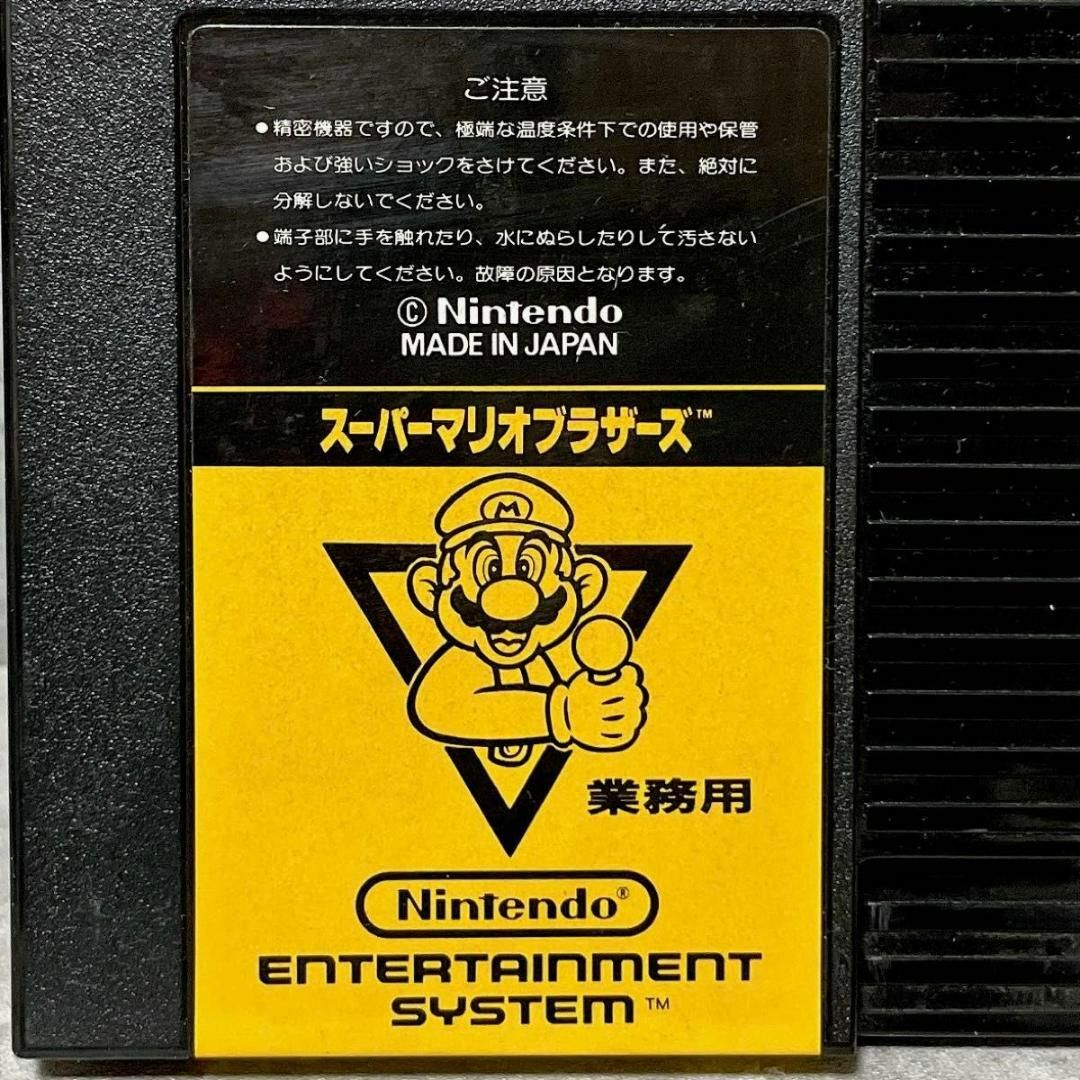 ご注意
●精密機器ですので、極端な温度条件下での使用や保管
および強いショックをさけてください。また、絶対に
分解しないでください。
●端子部に手を触れたり、水にぬらしたりして汚さない
ようにしてください。故障の原因となります。
© Nintendo
MADE IN JAPAN
スーパーマリオブラザーズ™
M
業務用
Nintendo®
ENTERTAINMENT
SYSTEM™